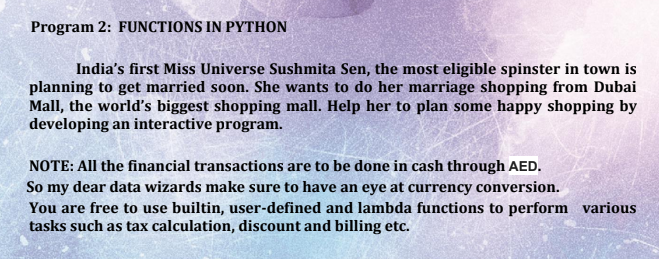 Program 2: FUNCTIONS IN PYTHON
India's first Miss Universe Sushmita Sen, the most eligible spinster in town is
planning to get married soon. She wants to do her marriage shopping from Dubai
Mall, the world's biggest shopping mall. Help her to plan some happy shopping by
developing an interactive program.
NOTE: All the financial transactions are to be done in cash through AED.
So my dear data wizards make sure to have an eye at currency conversion.
You are free to use builtin, user-defined and lambda functions to perform various
tasks such as tax calculation, discount and billing etc.